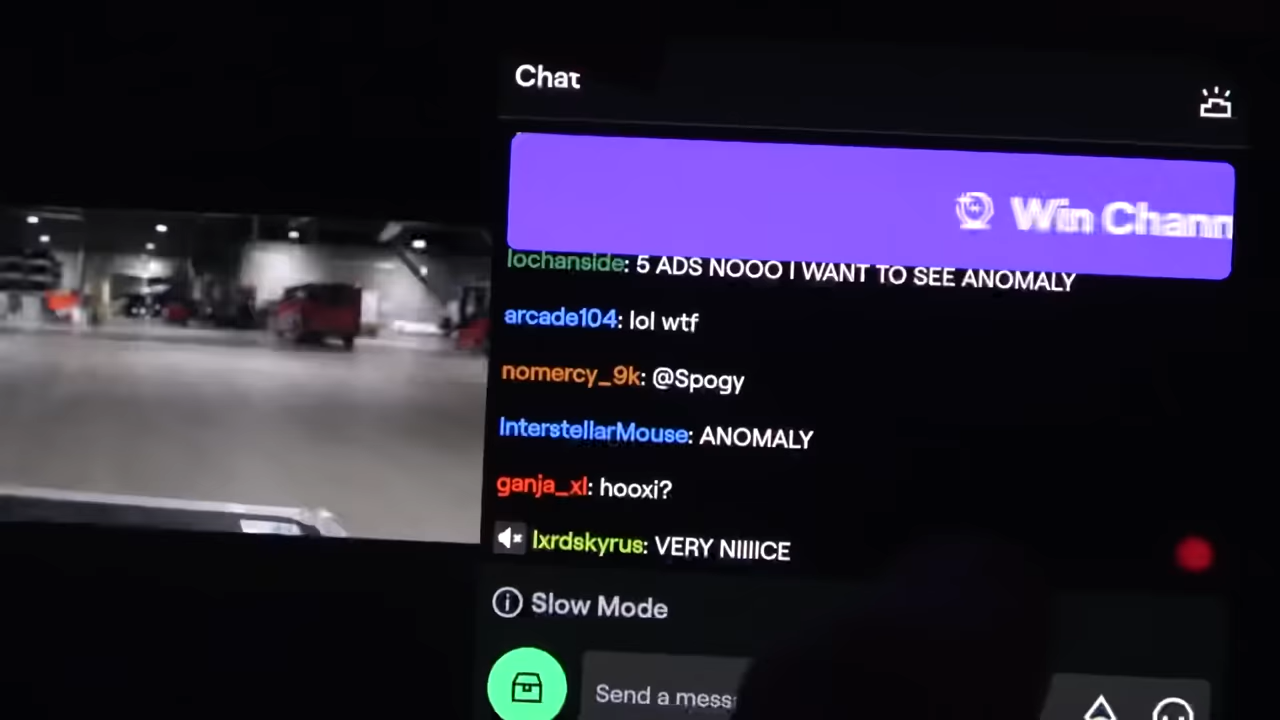 Chat
Win Chann
lochanside: 5 ADS NOOO I WANT TO SEE ANOMALY
arcade104: lol wtf
nomercy_9k: @Spogy
InterstellarMouse: ANOMALY
ganja_xl: hooxi?
lxrdskyrus: VERY NIIIICE
Slow Mode
Send a mess